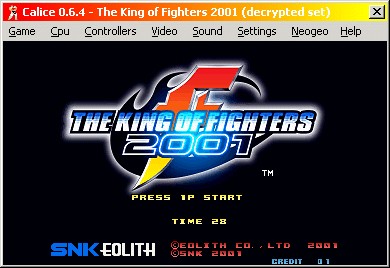 Calice 0.6.4 - The King of Fighters 2001 (decrypted set)
Game Cpu Controllers Video Sound Settings Neogeo Help
THE KING OF FIGHTERS
2001
TM
PRESS 1P START
TIME 28
SNK EOLITH ©EOLITH CO., LTD 2001
©SNK 2001
CREDIT 01